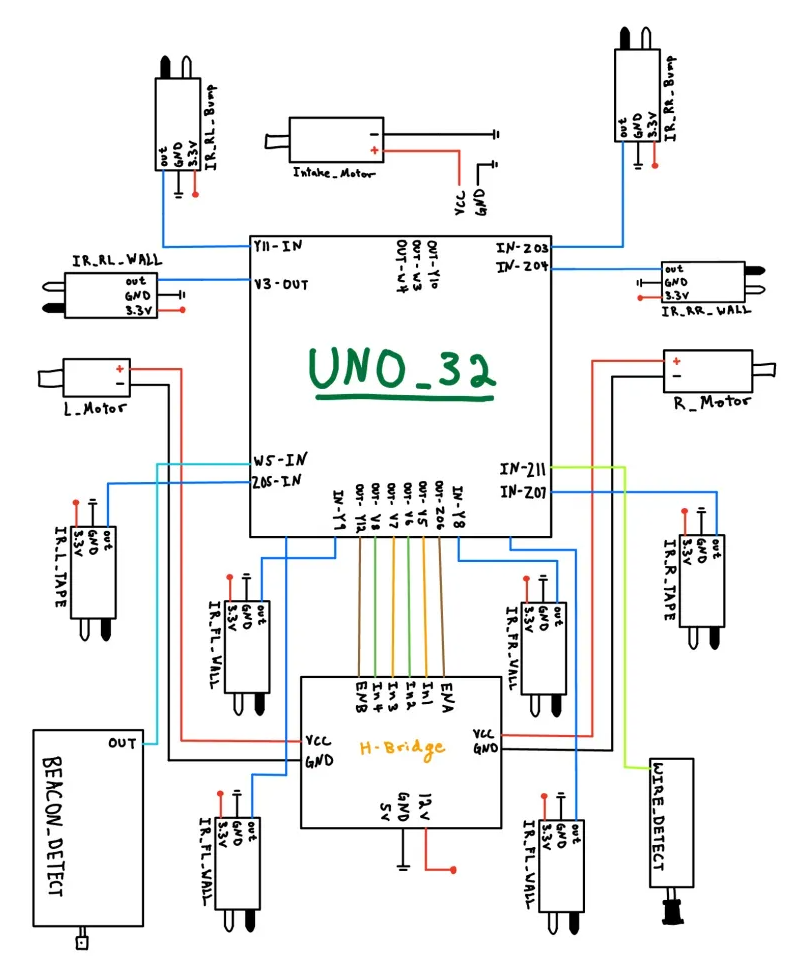 IR_RL_Bump
out
GND
3.3V
IR_RR_Bump
out
GND
3.3V
-
+
Intake_Motor
VCC
GND
IR_RL_WALL
out
GND
3.3V
Y11-IN
V3-OUT
OUT-W4
OUT-W3
OUT-Y10
IN-Z03
IN-Z04
out
GND
3.3V
IR_RR_WALL
UNO_32
+
-
L_Motor
+
-
R_Motor
W5-IN
Z05-IN
IN-Z11
IN-Z07
IN-Y9
OUT-Y12
OUT-V8
OUT-V7
OUT-V6
OUT-V5
OUT-Z06
IN-Y8
IR_L_TAPE
3.3V
GND
out
IR_R_TAPE
3.3V
GND
out
IR_FL_WALL
3.3V
GND
out
IR_FR_WALL
3.3V
GND
out
ENB
In4
In3
In2
In1
ENA
VCC
GND
H-Bridge
VCC
GND
5V
GND
12V
OUT
BEACON_DETECT
IR_FL_WALL
3.3V
GND
out
IR_FL_WALL
3.3V
GND
out
WIRE_DETECT